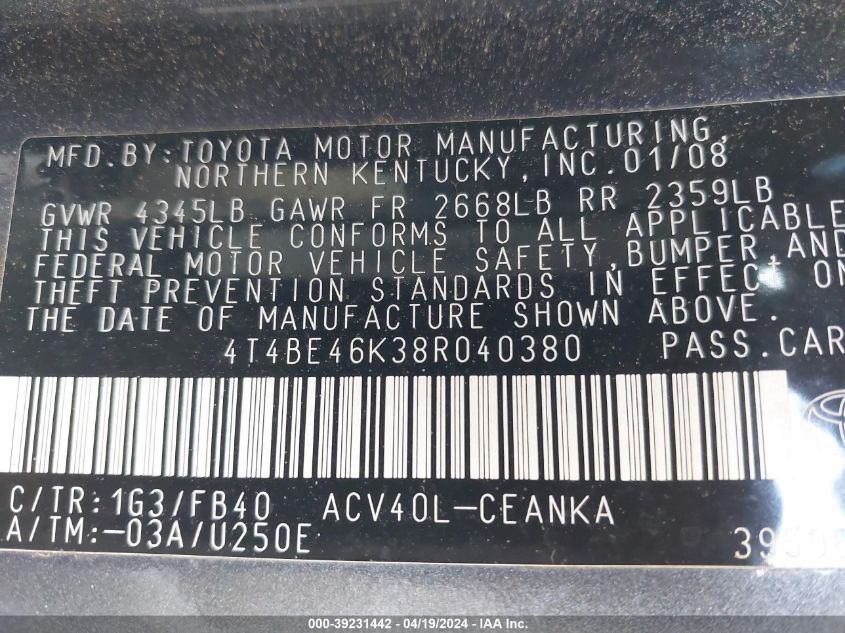 MFD.BY:TOYOTA MOTOR MANUFACTURING,
NORTHERN KENTUCKY,INC.01/08
GVWR 4345LB GAWR FR 2668LB RR 2359LB
THIS VEHICLE CONFORMS TO ALL APPLICABLE
FEDERAL MOTOR VEHICLE SAFETY,BUMPER,AND
THEFT PREVENTION STANDARDS IN EFFECT ON
THE DATE OF MANUFACTURE SHOWN ABOVE.
4T4BE46K38R040380 PASS.CAR
C/TR:1G3/FB40 ACV40L-CEANKA
A/TM:-03A/U250E
000-39231442 - 04/19/2024 - IAA Inc.